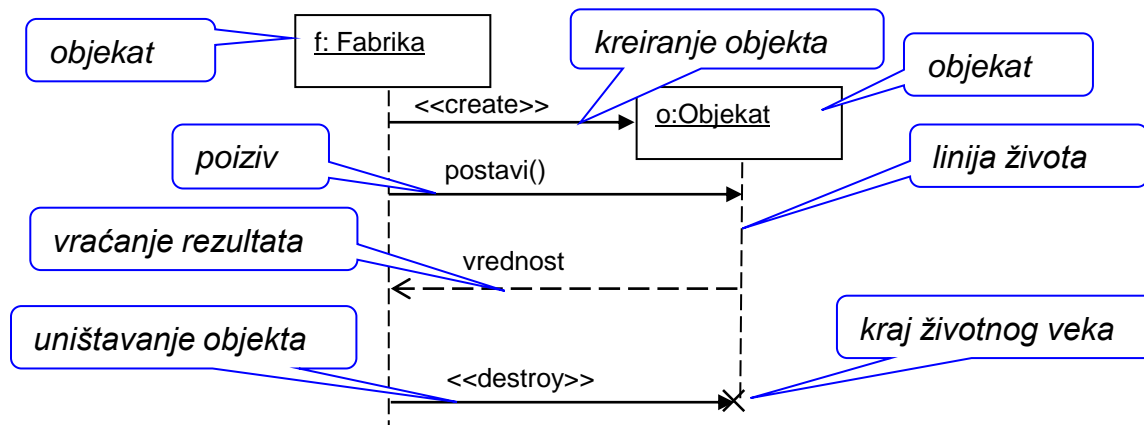 objekat
f: Fabrika
kreiranje objekta
objekat
<<create>>
o:Objekat
poiziv
postavi()
linija života
vraćanje rezultata
vrednost
uništavanje objekta
kraj životnog veka
<<destroy>>